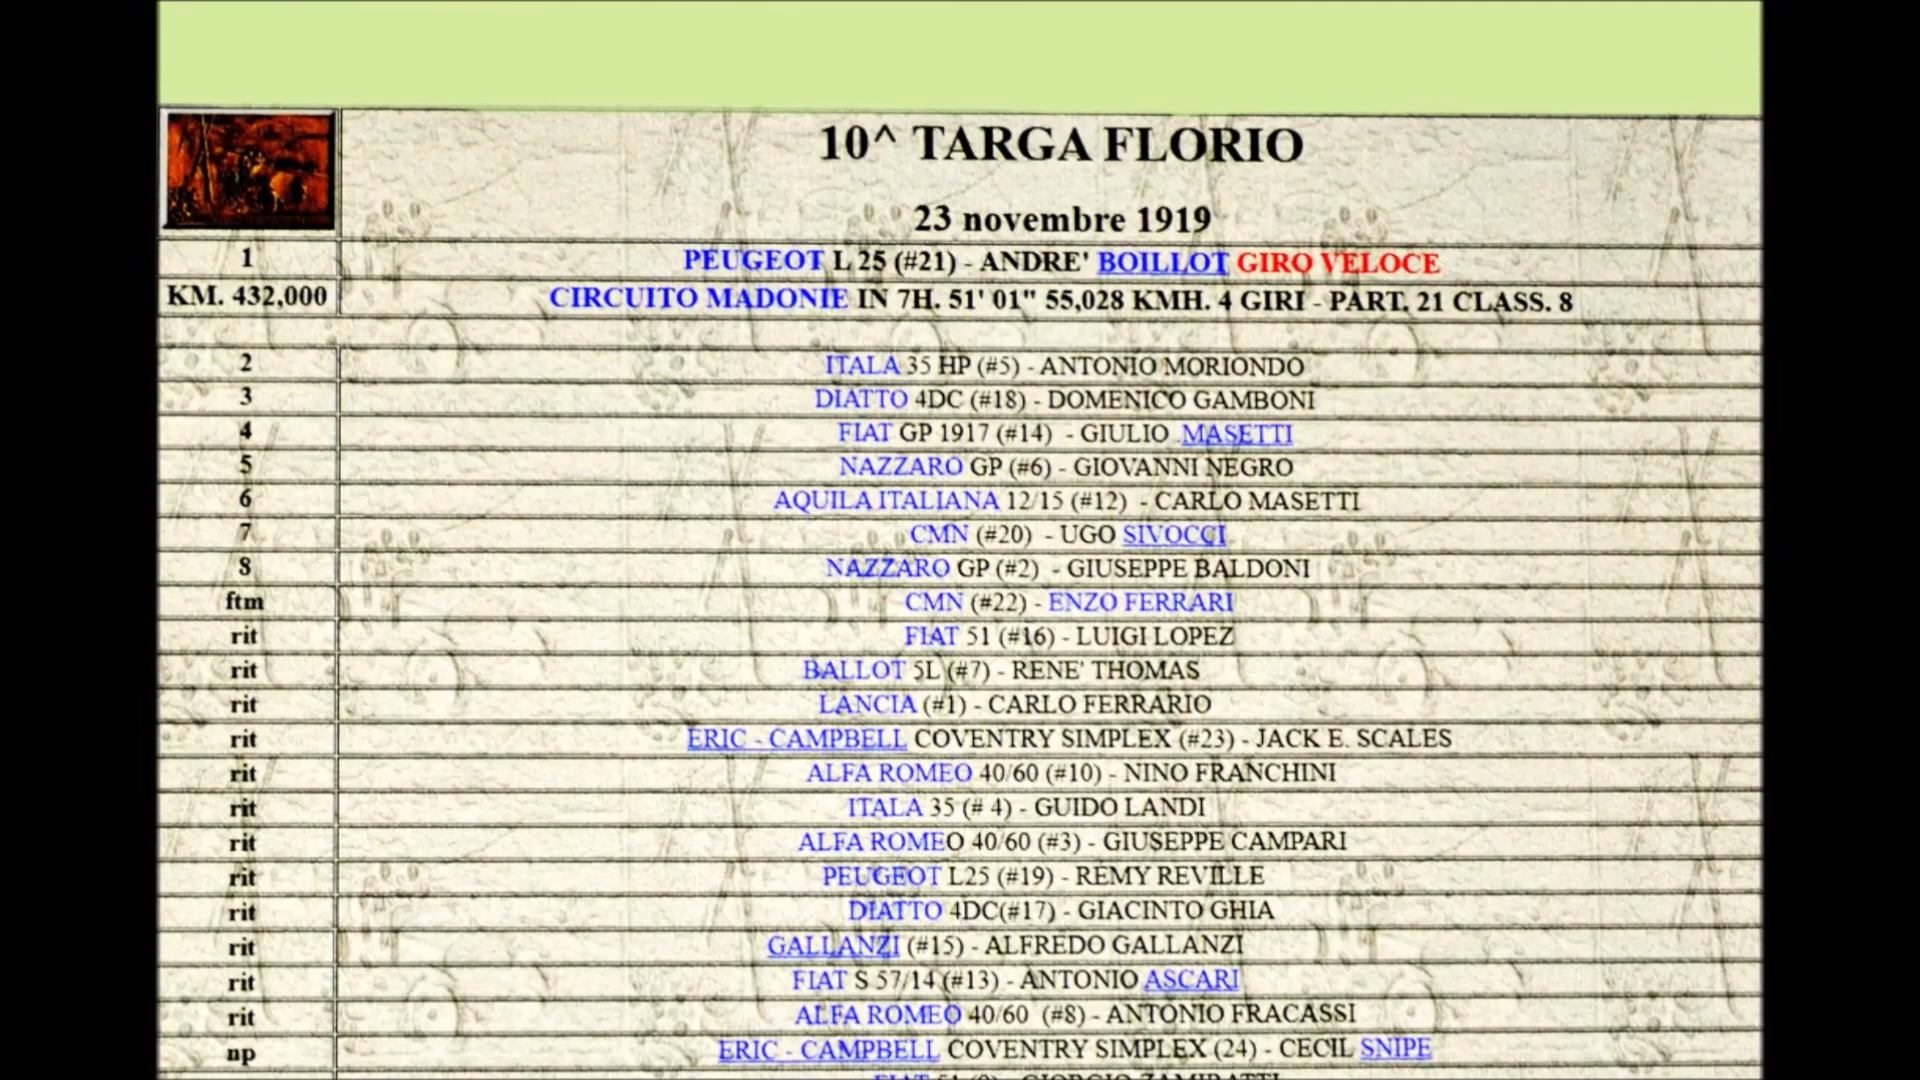 10^ TARGA FLORIO
23 novembre 1919
1 PEUGEOT L 25 (#21) - ANDRE' BOILLOT GIRO VELOCE
KM. 432,000 CIRCUITO MADONIE IN 7H. 51' 01" 55,028 KMH. 4 GIRI - PART. 21 CLASS. 8
2 ITALA 35 HP (#5) - ANTONIO MORIONDO
3 DIATTO 4DC (#18) - DOMENICO GAMBONI
4 FIAT GP 1917 (#14) - GIULIO MASETTI
5 NAZZARO GP (#6) - GIOVANNI NEGRO
6 AQUILA ITALIANA 12/15 (#12) - CARLO MASETTI
7 CMN (#20) - UGO SIVOCCI
8 NAZZARO GP (#2) - GIUSEPPE BALDONI
ftm CMN (#22) - ENZO FERRARI
rit FIAT 51 (#16) - LUIGI LOPEZ
rit BALLOT 5L (#7) - RENE' THOMAS
rit LANCIA (#1) - CARLO FERRARIO
rit ERIC - CAMPBELL COVENTRY SIMPLEX (#23) - JACK E. SCALES
rit ALFA ROMEO 40/60 (#10) - NINO FRANCHINI
rit ITALA 35 (# 4) - GUIDO LANDI
rit ALFA ROMEO 40/60 (#3) - GIUSEPPE CAMPARI
rit PEUGEOT L25 (#19) - REMY REVILLE
rit DIATTO 4DC(#17) - GIACINTO GHIA
rit GALLANZI (#15) - ALFREDO GALLANZI
rit FIAT S 57/14 (#13) - ANTONIO ASCARI
rit ALFA ROMEO 40/60 (#8) - ANTONIO FRACASSI
np ERIC - CAMPBELL COVENTRY SIMPLEX (24) - CECIL SNIPE
FIAT 51 (9) - GIORGIO ZAMIRATTI